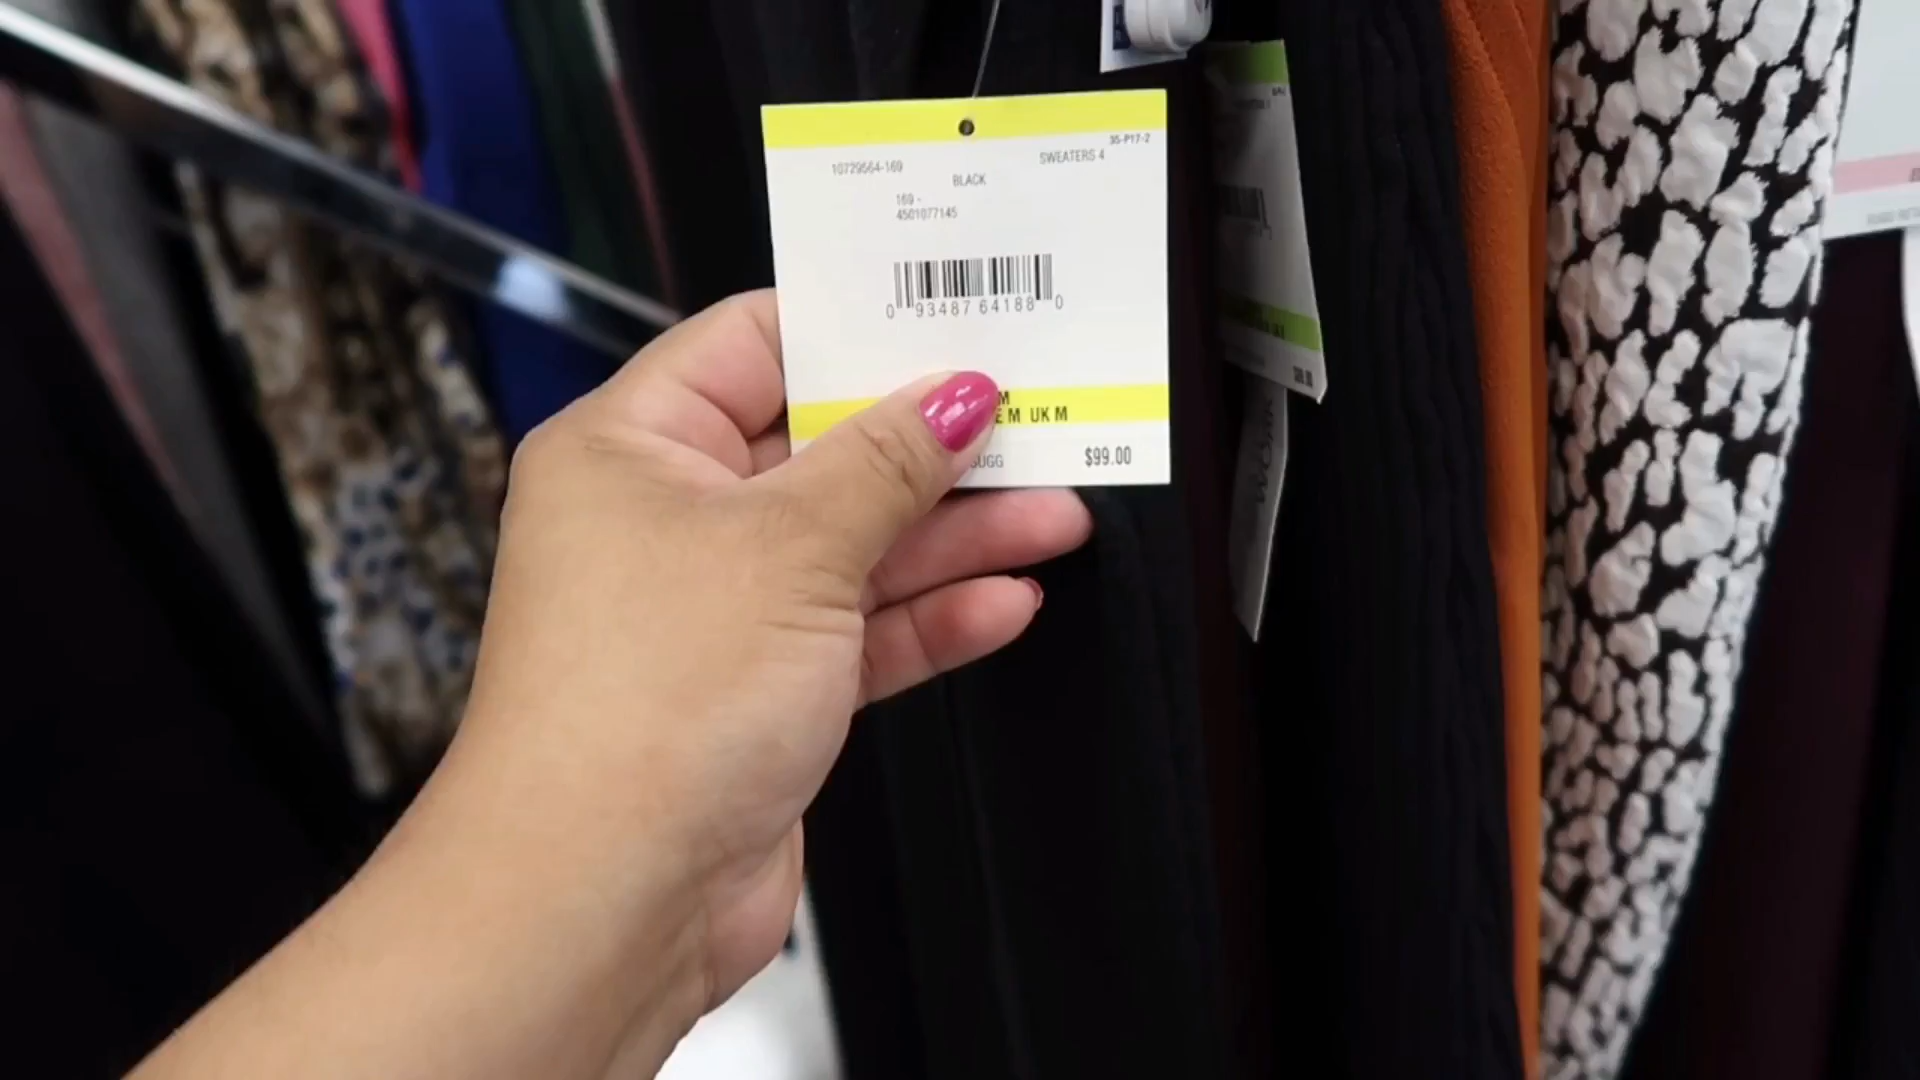 35-P17-2
10729564-169
SWEATERS 4
BLACK
169 -
4501077145
0 93487 64188 0
M
E M UK M
SUGG
$99.00